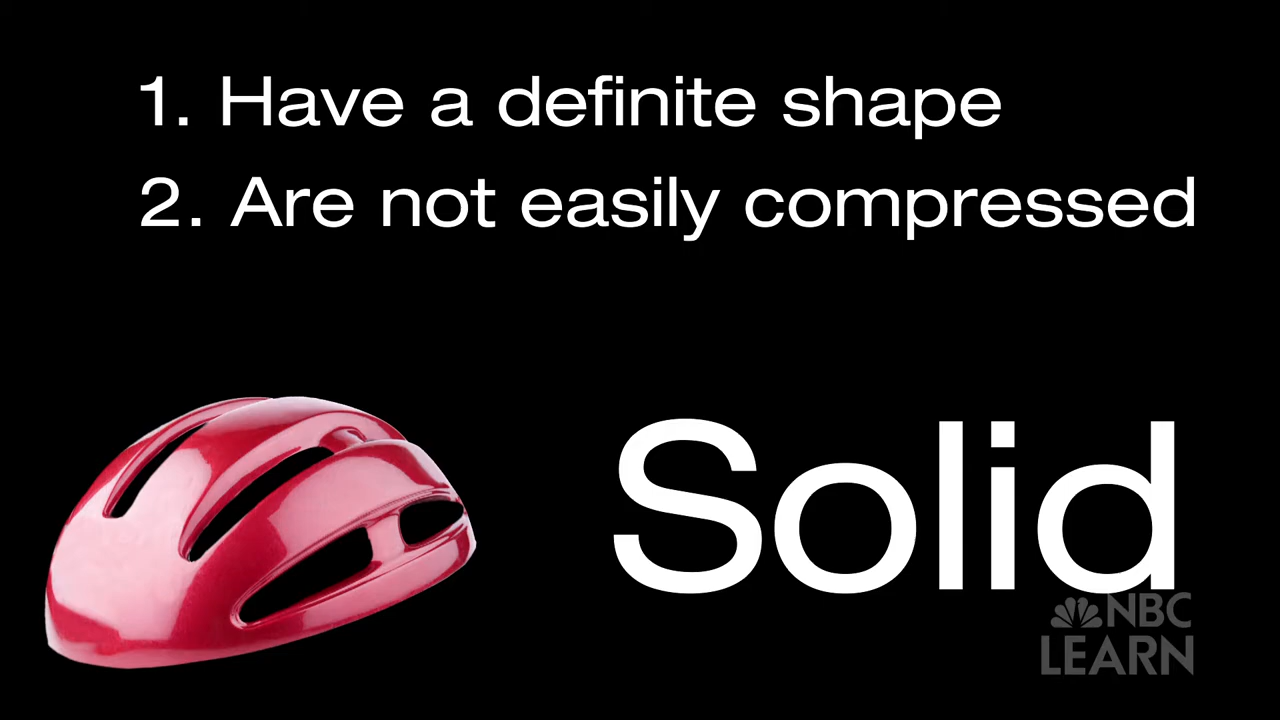 1. Have a definite shape
2. Are not easily compressed
Solid
NBC
LEARN